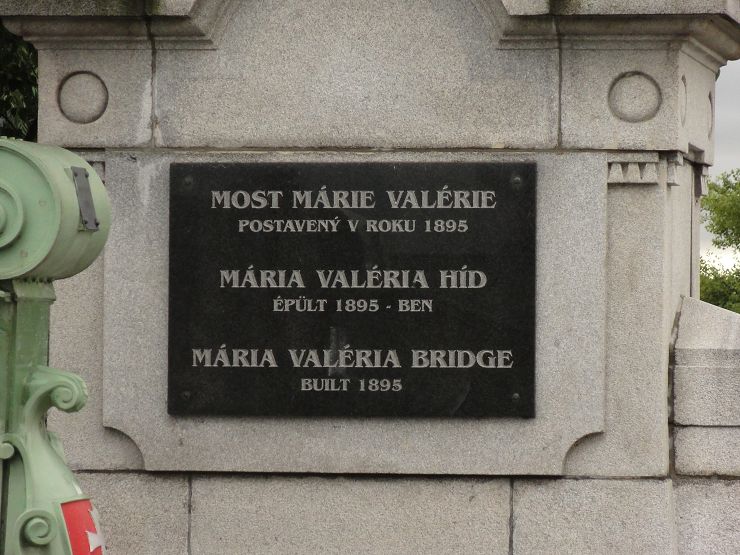 MOST MÁRIE VALÉRIE
POSTAVENÝ V ROKU 1895
MÁRIA VALÉRIA HÍD
ÉPÜLT 1895 - BEN
MÁRIA VALÉRIA BRIDGE
BUILT 1895